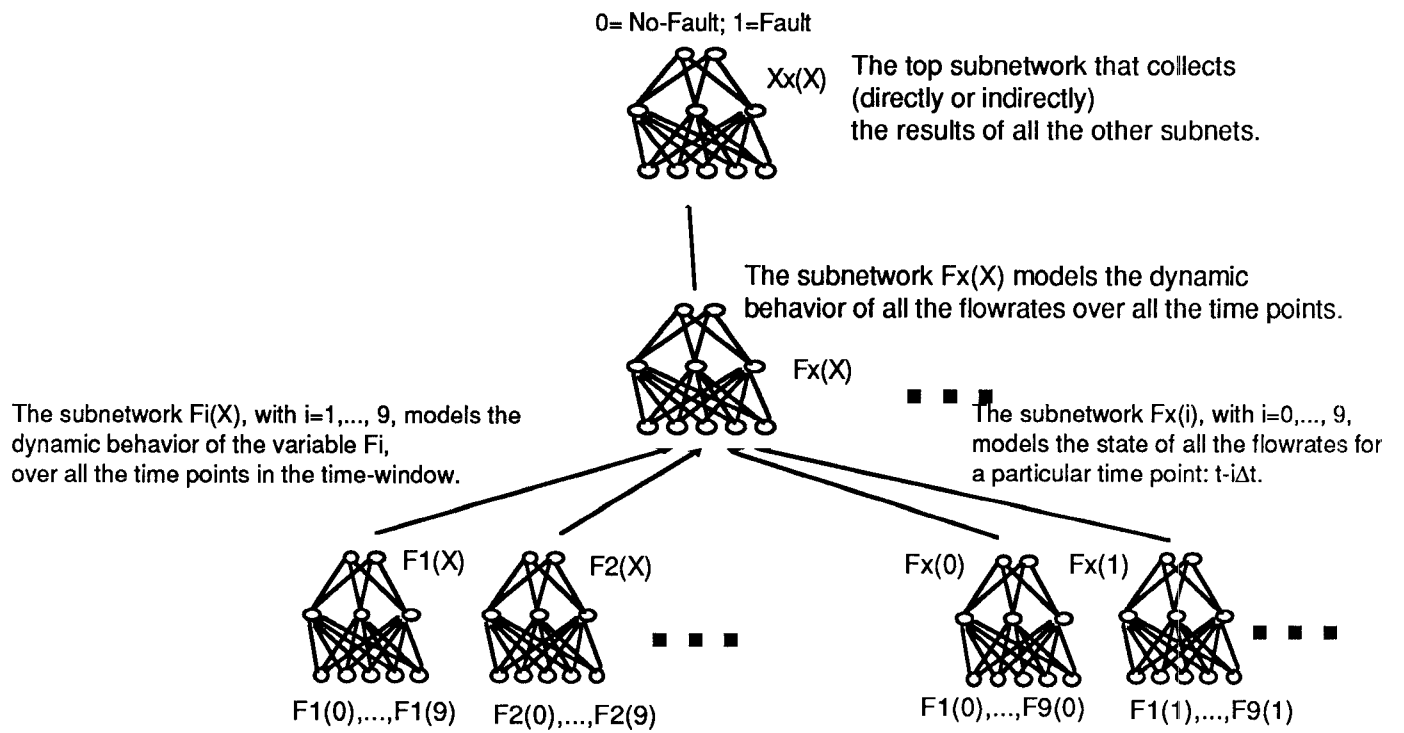 0= No-Fault; 1=Fault
Xx(X)
The top subnetwork that collects
(directly or indirectly)
the results of all the other subnets.
The subnetwork Fx(X) models the dynamic
behavior of all the flowrates over all the time points.
Fx(X)
The subnetwork Fi(X), with i=1,..., 9, models the
dynamic behavior of the variable Fi,
over all the time points in the time-window.
The subnetwork Fx(i), with i=0,..., 9,
models the state of all the flowrates for
a particular time point: t-iΔt.
F1(X)
F2(X)
Fx(0)
Fx(1)
F1(0),...,F1(9)
F2(0),...,F2(9)
F1(0),...,F9(0)
F1(1),...,F9(1)